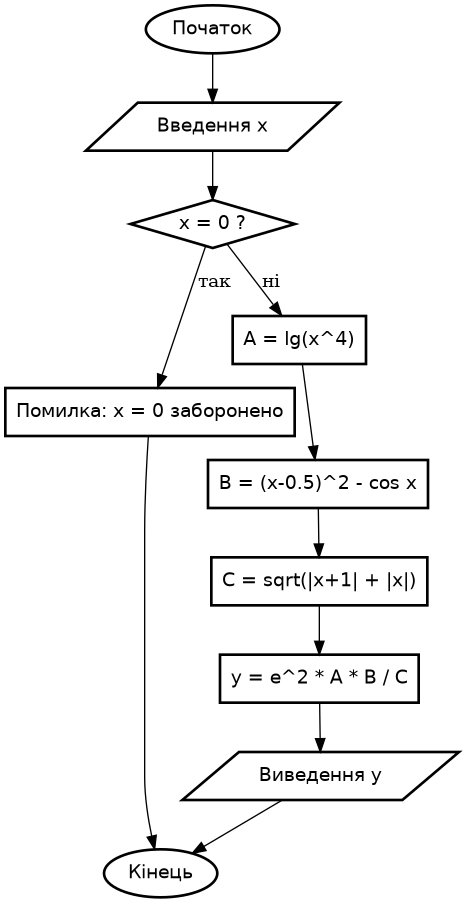 Початок
Введення x
x = 0 ?
так
ні
A = lg(x^4)
Помилка: x = 0 заборонено
B = (x-0.5)^2 - cos x
C = sqrt(|x+1| + |x|)
y = e^2 * A * B / C
Виведення y
Кінець